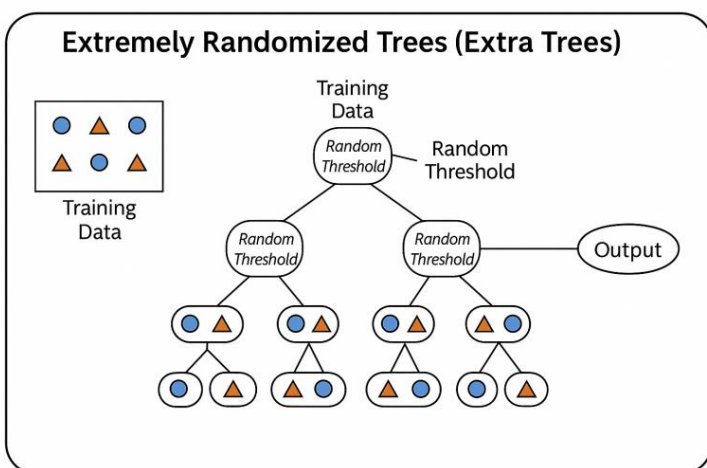 Extremely Randomized Trees (Extra Trees)
Training
Data
Training
Data
Random
Threshold
Random
Threshold
Random
Threshold
Random
Threshold
Output